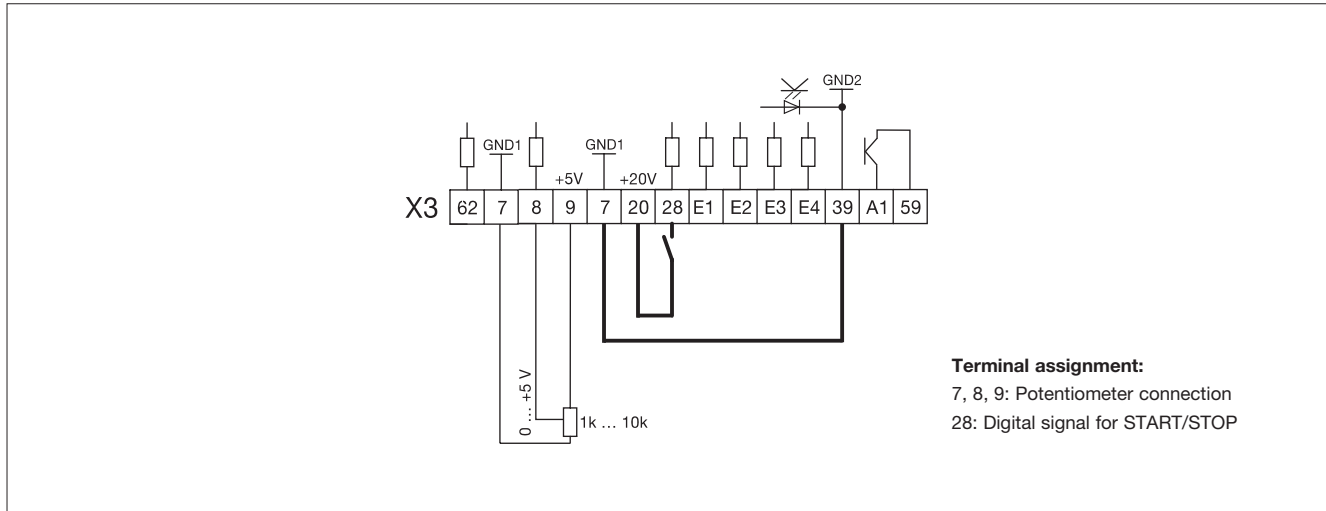 GND2
GND1
GND1
+5V
+20V
X3 62 7 8 9 7 20 28 E1 E2 E3 E4 39 A1 59
0 … +5 V
1k … 10k
Terminal assignment:
7, 8, 9: Potentiometer connection
28: Digital signal for START/STOP